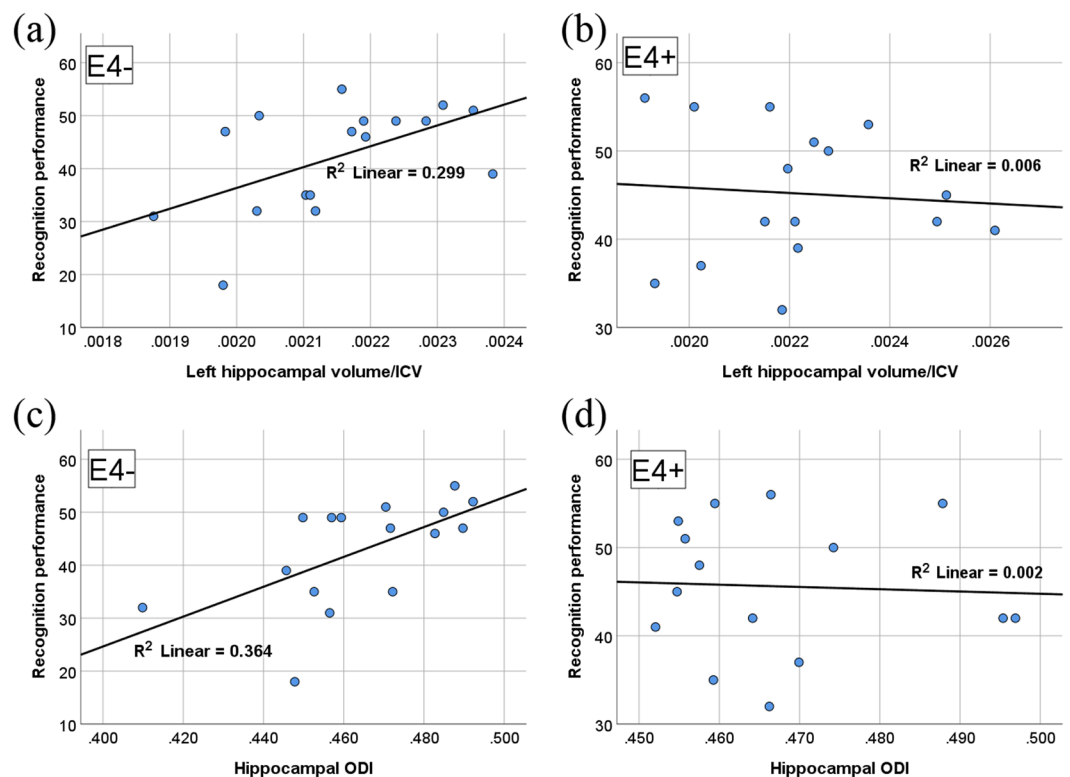 (a)
E4-
Recognition performance
60
50
40
30
20
10
R2 Linear = 0.299
.0018 .0019 .0020 .0021 .0022 .0023 .0024
Left hippocampal volume/ICV
(b)
E4+
Recognition performance
60
50
40
30
R2 Linear = 0.006
.0020 .0022 .0024 .0026
Left hippocampal volume/ICV
(c)
E4-
Recognition performance
60
50
40
30
20
10
R2 Linear = 0.364
.400 .420 .440 .460 .480 .500
Hippocampal ODI
(d)
E4+
Recognition performance
60
50
40
30
R2 Linear = 0.002
.450 .460 .470 .480 .490 .500
Hippocampal ODI